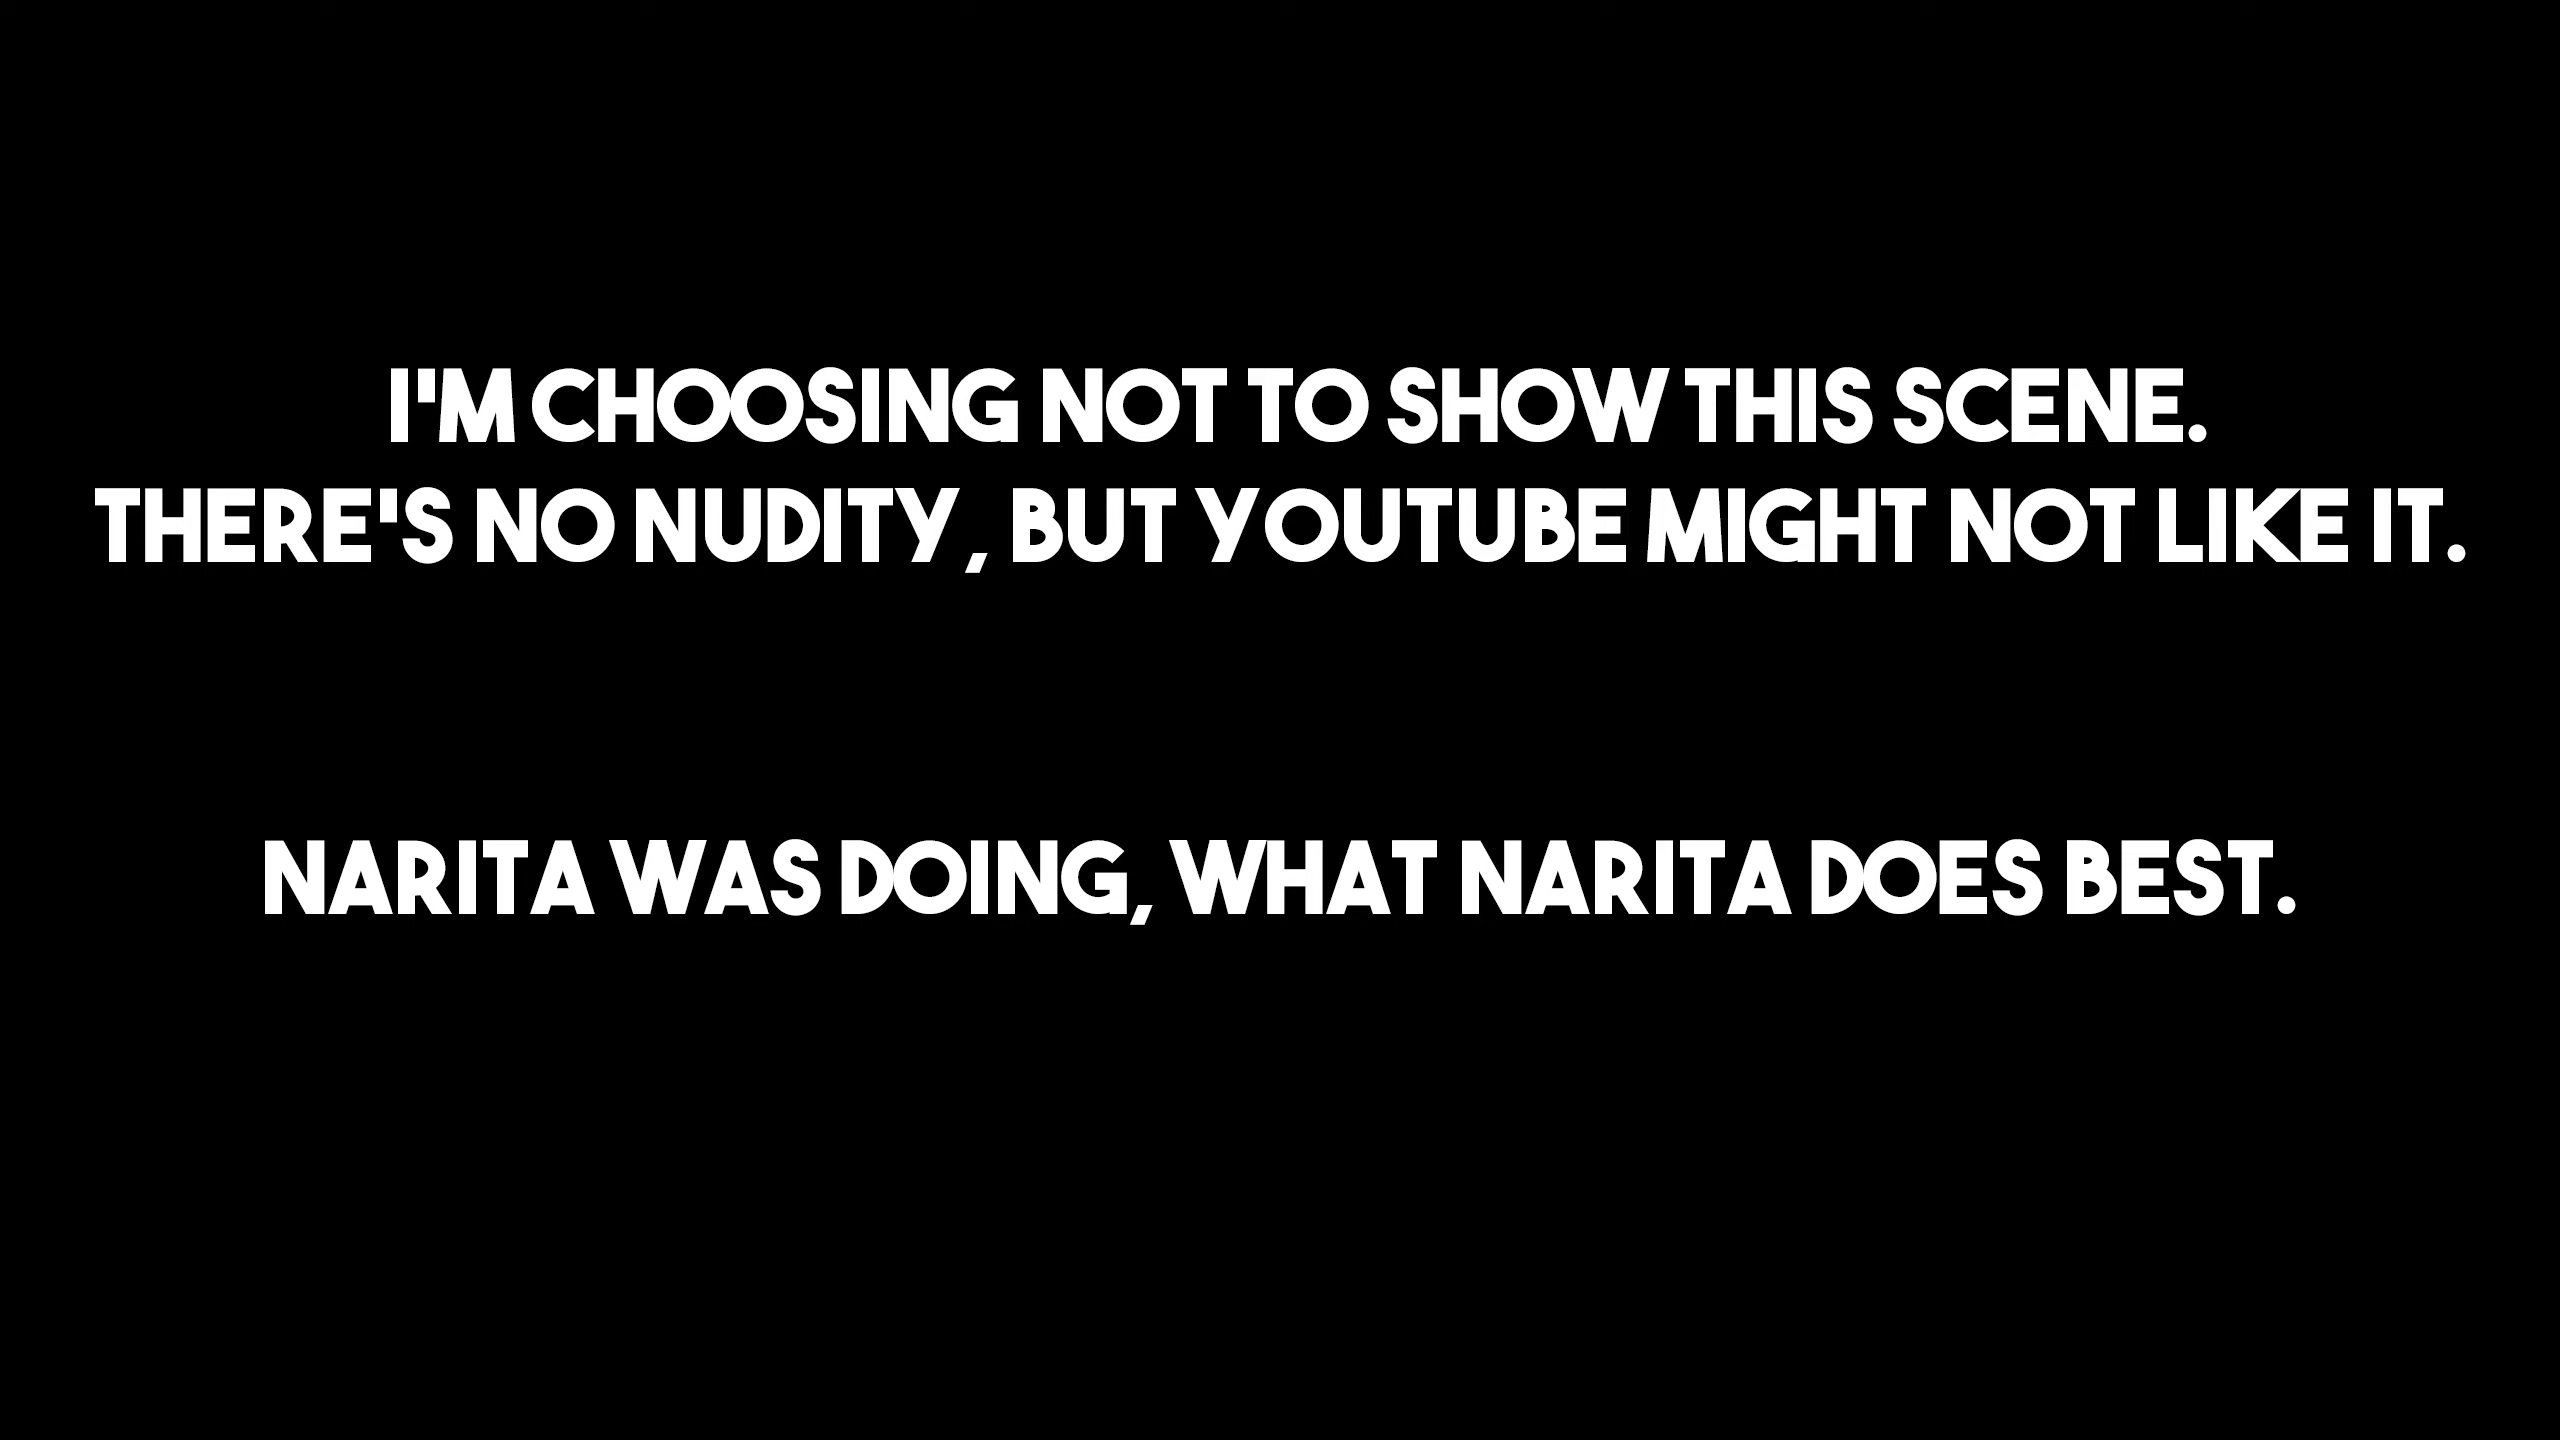 I'M CHOOSING NOT TO SHOW THIS SCENE.
THERE'S NO NUDITY, BUT YOUTUBE MIGHT NOT LIKE IT.
NARITA WAS DOING, WHAT NARITA DOES BEST.